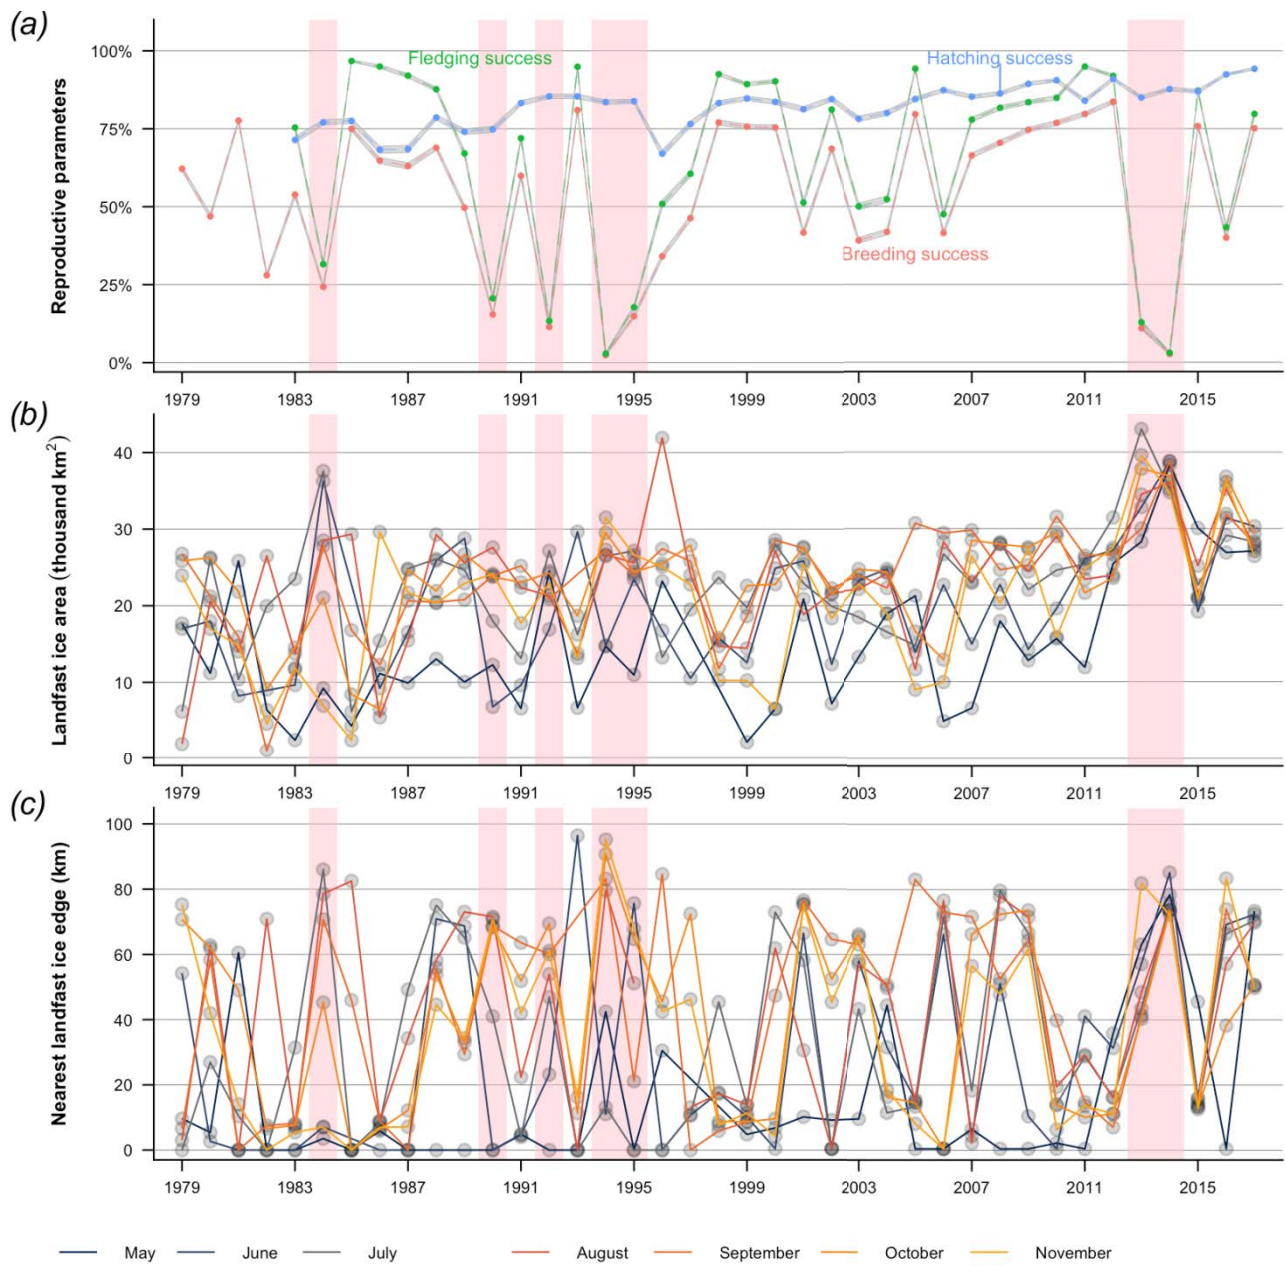 (a)
Reproductive parameters
100%
75%
50%
25%
0%
Fledging success
Hatching success
Breeding success
1979 1983 1987 1991 1995 1999 2003 2007 2011 2015
(b)
Landfast ice area (thousand km²)
40
30
20
10
0
1979 1983 1987 1991 1995 1999 2003 2007 2011 2015
(c)
Nearest landfast ice edge (km)
100
80
60
40
20
0
1979 1983 1987 1991 1995 1999 2003 2007 2011 2015
May June July August September October November